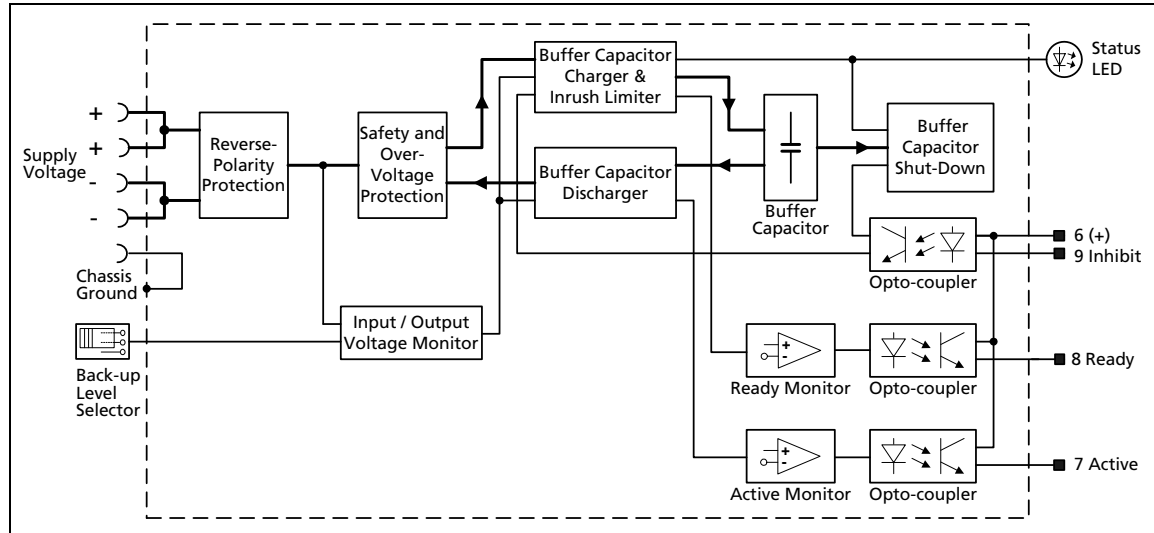 Supply
Voltage
+
+
-
-
Chassis
Ground
Back-up
Level
Selector
Reverse-
Polarity
Protection
Safety and
Over-
Voltage
Protection
Input / Output
Voltage Monitor
Buffer Capacitor
Charger &
Inrush Limiter
Buffer Capacitor
Discharger
Buffer
Capacitor
Buffer
Capacitor
Shut-Down
Opto-coupler
+
-
Ready Monitor
Opto-coupler
+
-
Active Monitor
Opto-coupler
Status
LED
6 (+)
9 Inhibit
8 Ready
7 Active